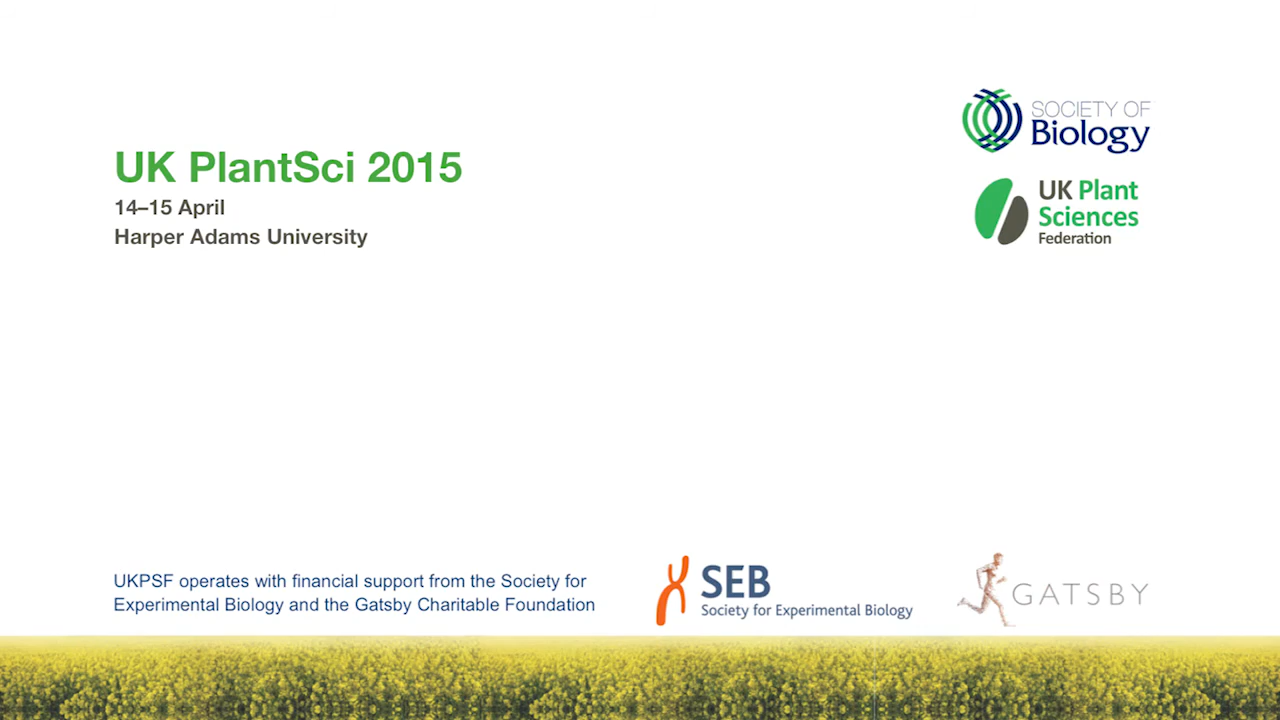 UK PlantSci 2015
14–15 April
Harper Adams University
SOCIETY OF
Biology
UK Plant
Sciences
Federation
UKPSF operates with financial support from the Society for
Experimental Biology and the Gatsby Charitable Foundation
SEB
Society for Experimental Biology
GATSBY